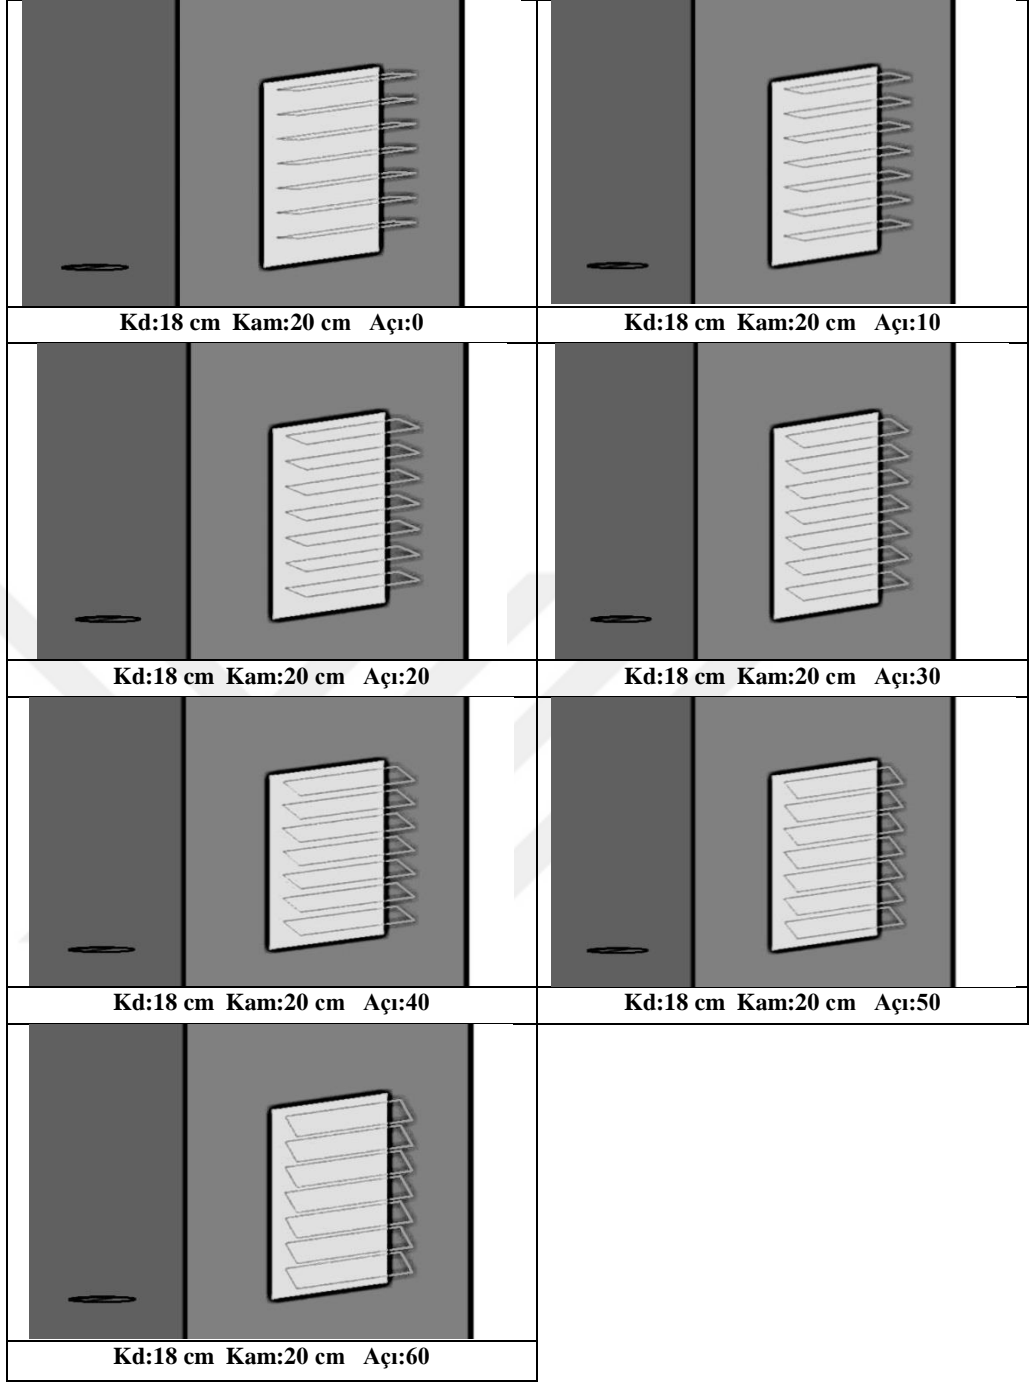 Kd:18 cm  Kam:20 cm   Açı:0
Kd:18 cm  Kam:20 cm   Açı:10
Kd:18 cm  Kam:20 cm   Açı:20
Kd:18 cm  Kam:20 cm   Açı:30
Kd:18 cm  Kam:20 cm   Açı:40
Kd:18 cm  Kam:20 cm   Açı:50
Kd:18 cm  Kam:20 cm   Açı:60